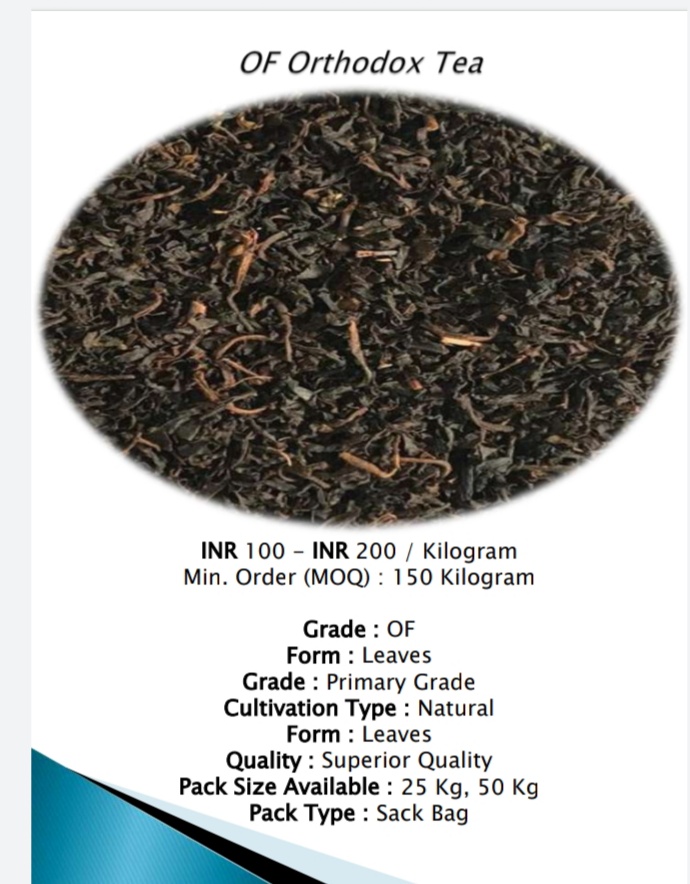 OF Orthodox Tea
INR 100 – INR 200 / Kilogram
Min. Order (MOQ) : 150 Kilogram
Grade : OF
Form : Leaves
Grade : Primary Grade
Cultivation Type : Natural
Form : Leaves
Quality : Superior Quality
Pack Size Available : 25 Kg, 50 Kg
Pack Type : Sack Bag